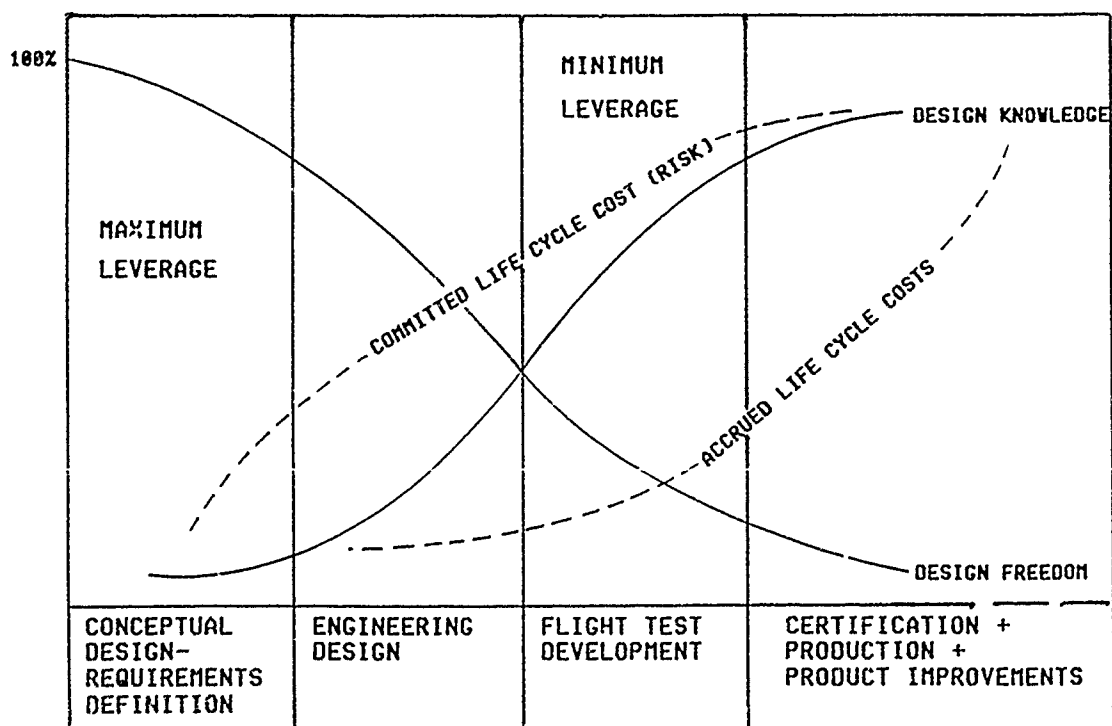 100%
MAXIMUM
LEVERAGE
MINIMUM
LEVERAGE
COMMITTED LIFE CYCLE COST (RISK)
DESIGN KNOWLEDGE
ACCRUED LIFE CYCLE COSTS
DESIGN FREEDOM
CONCEPTUAL
DESIGN-
REQUIREMENTS
DEFINITION
ENGINEERING
DESIGN
FLIGHT TEST
DEVELOPMENT
CERTIFICATION +
PRODUCTION +
PRODUCT IMPROVEMENTS